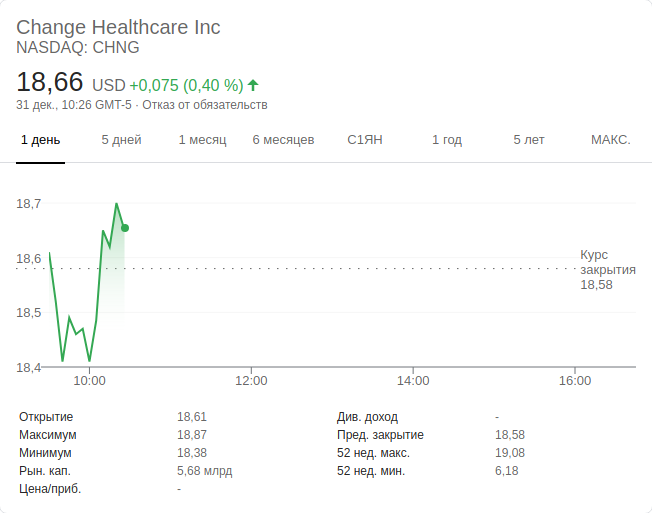 Change Healthcare Inc
NASDAQ: CHNG
18,66 USD +0,075 (0,40 %)
31 дек., 10:26 GMT-5 · Отказ от обязательств
1 день 5 дней 1 месяц 6 месяцев С1ЯН 1 год 5 лет МАКС.
18,7
18,6
18,5
18,4
Курс
закрытия
18,58
10:00 12:00 14:00 16:00
Открытие 18,61 Див. доход -
Максимум 18,87 Пред. закрытие 18,58
Минимум 18,38 52 нед. макс. 19,08
Рын. кап. 5,68 млрд 52 нед. мин. 6,18
Цена/приб. -